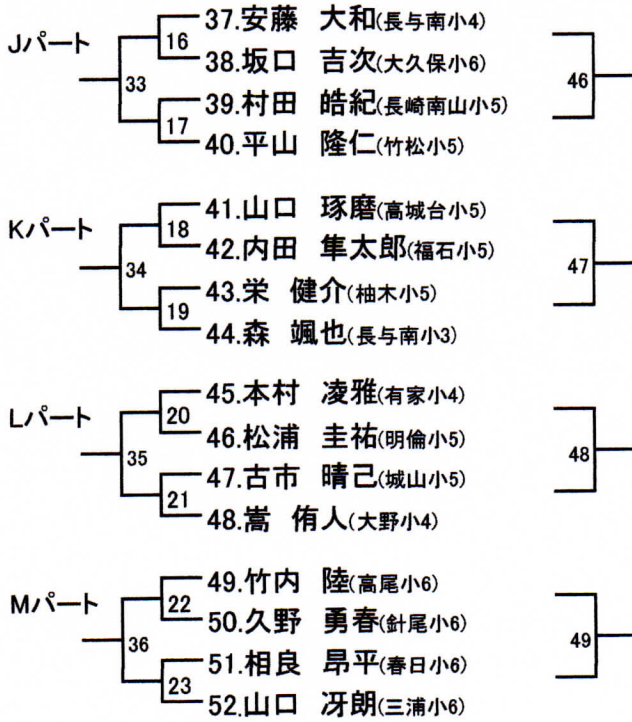 Jパート
37.安藤 大和(長与南小4)
16
38.坂口 吉次(大久保小6)
33
46
39.村田 皓紀(長崎南山小5)
17
40.平山 隆仁(竹松小5)
Kパート
41.山口 琢磨(高城台小5)
18
42.内田 隼太郎(福石小5)
34
47
43.栄 健介(柚木小5)
19
44.森 颯也(長与南小3)
Lパート
45.本村 凌雅(有家小4)
20
46.松浦 圭祐(明倫小5)
35
48
47.古市 晴己(城山小5)
21
48.嵩 侑人(大野小4)
Mパート
49.竹内 陸(高尾小6)
22
50.久野 勇春(針尾小6)
36
49
51.相良 昂平(春日小6)
23
52.山口 冴朗(三浦小6)